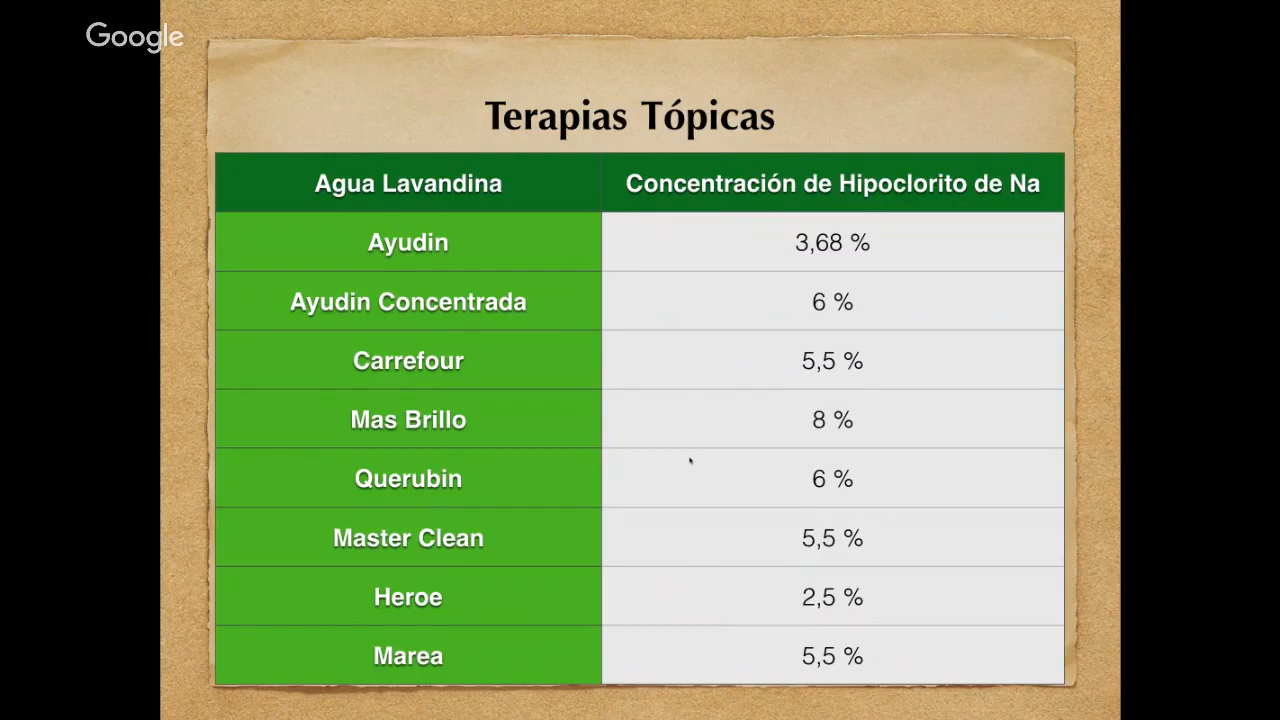 Google
Terapias Tópicas
Agua Lavandina Concentración de Hipoclorito de Na
Ayudin 3,68 %
Ayudin Concentrada 6 %
Carrefour 5,5 %
Mas Brillo 8 %
Querubin 6 %
Master Clean 5,5 %
Heroe 2,5 %
Marea 5,5 %